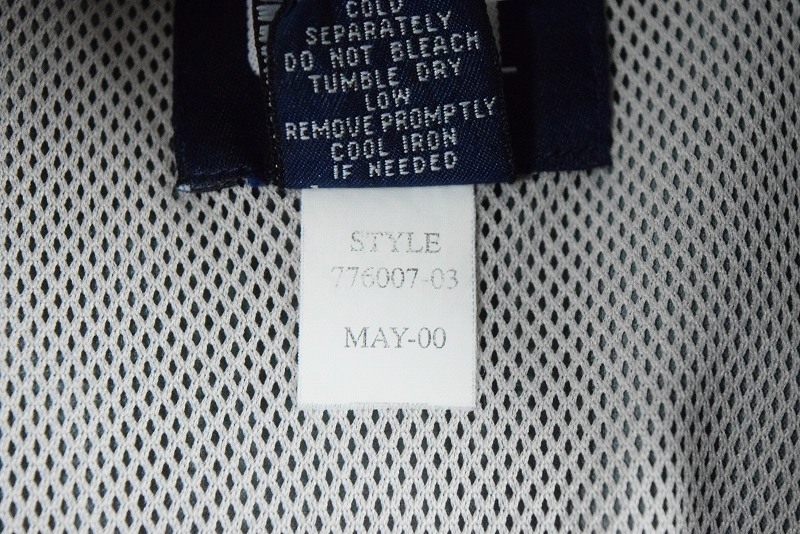 COLD
SEPARATELY
DO NOT BLEACH
TUMBLE DRY
LOW
REMOVE PROMPTLY
COOL IRON
IF NEEDED
STYLE
776007-03
MAY-00